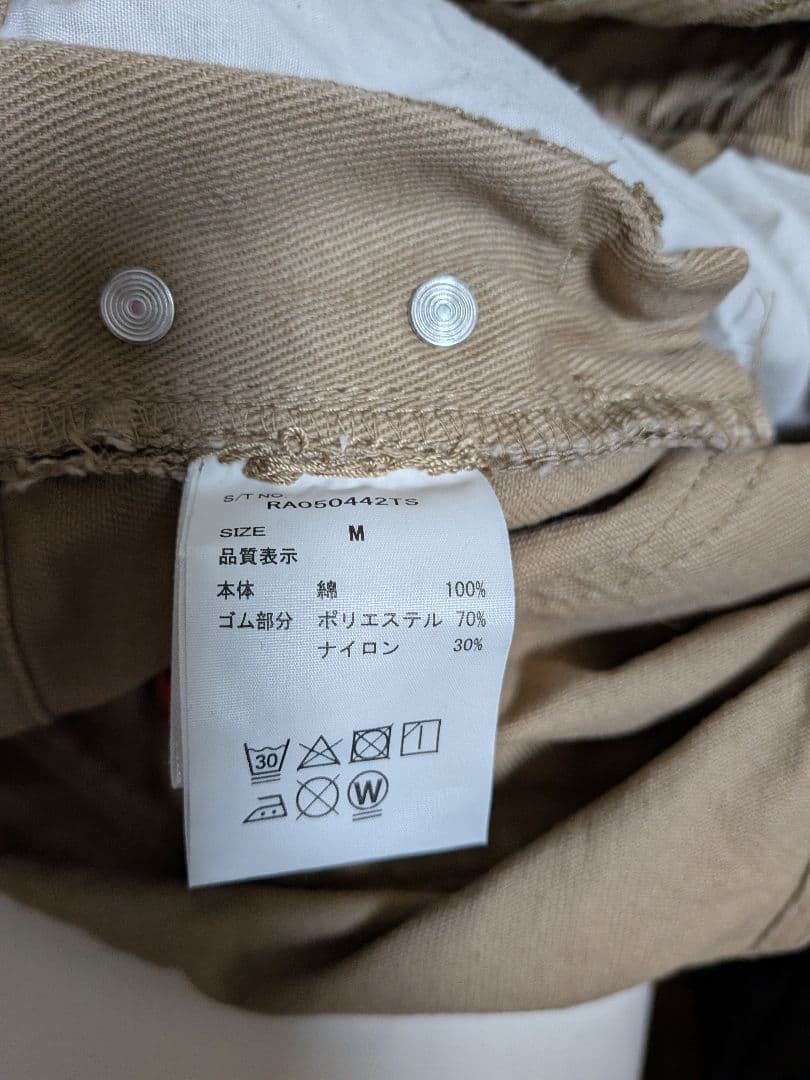 S/T NO.
RA050442TS
SIZE M
品質表示
本体 綿 100%
ゴム部分 ポリエステル 70%
ナイロン 30%
30
W